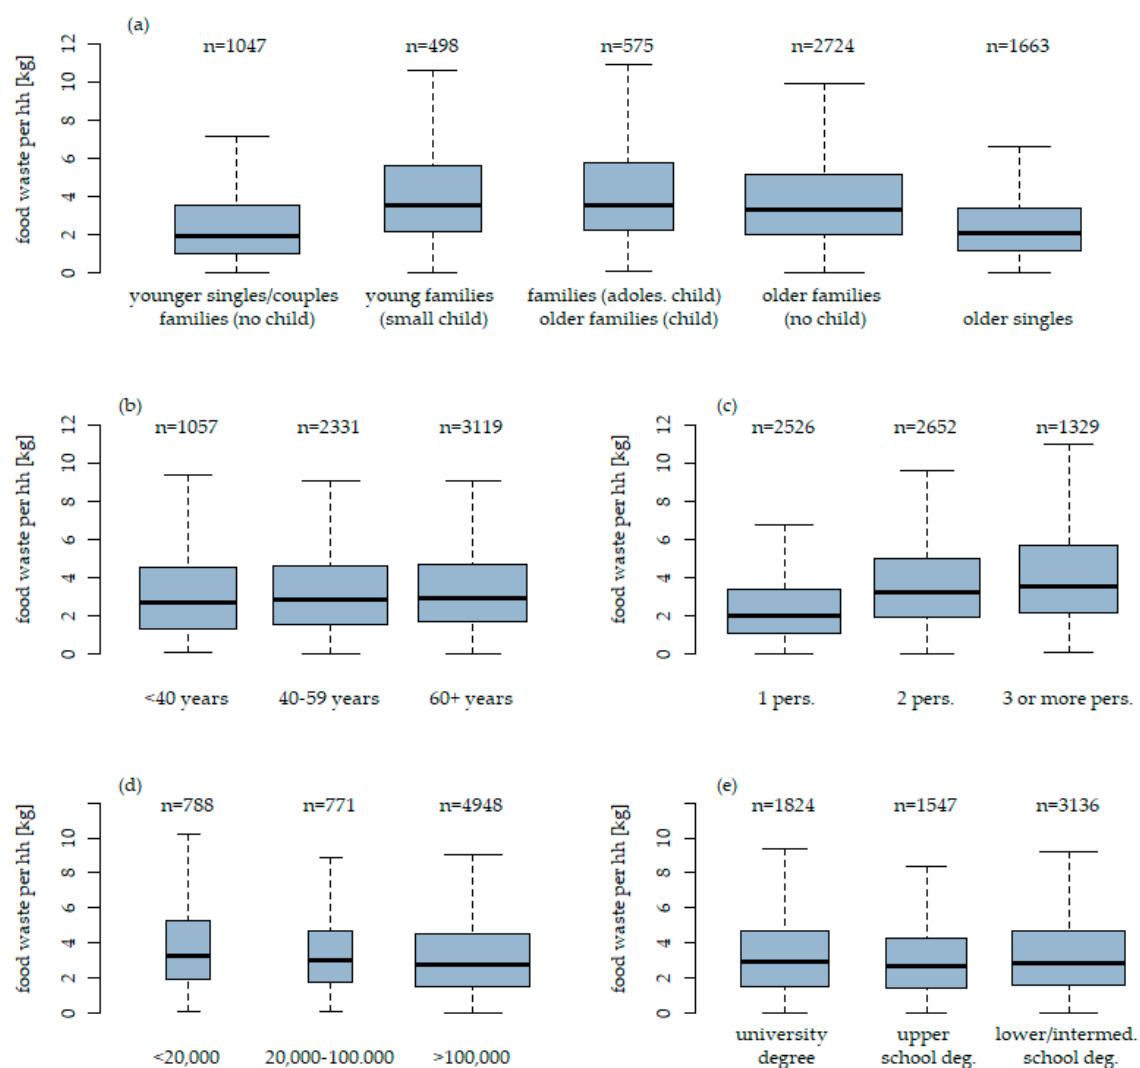 (a)
n=1047 n=498 n=575 n=2724 n=1663
food waste per hh [kg]
0 2 4 6 8 10 12
younger singles/couples young families families (adoles. child) older families
families (no child) (small child) older families (child) (no child) older singles
(b)
n=1057 n=2331 n=3119
food waste per hh [kg]
0 2 4 6 8 10 12
<40 years 40-59 years 60+ years
(c)
n=2526 n=2652 n=1329
food waste per hh [kg]
0 2 4 6 8 10 12
1 pers. 2 pers. 3 or more pers.
(d)
n=788 n=771 n=4948
food waste per hh [kg]
0 2 4 6 8 10
<20,000 20,000-100.000 >100,000
(e)
n=1824 n=1547 n=3136
food waste per hh [kg]
0 2 4 6 8 10
university upper lower/intermed.
degree school deg. school deg.